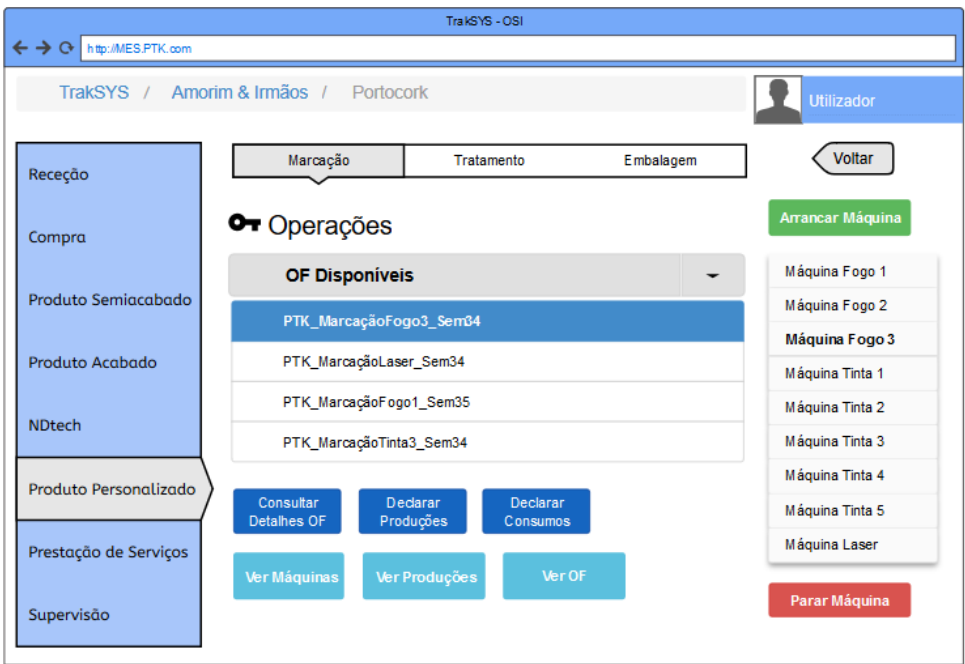 TrakSYS - OSI
http://MES.PTK.com
TrakSYS / Amorim & Irmãos / Portocork
Utilizador
Receção
Compra
Produto Semiacabado
Produto Acabado
NDtech
Produto Personalizado
Prestação de Serviços
Supervisão
Marcação Tratamento Embalagem
Operações
OF Disponíveis
PTK_MarcaçãoFogo3_Sem34
PTK_MarcaçãoLaser_Sem34
PTK_MarcaçãoFogo1_Sem35
PTK_MarcaçãoTinta3_Sem34
Consultar
Detalhes OF
Declarar
Produções
Declarar
Consumos
Ver Máquinas
Ver Produções
Ver OF
Voltar
Arrancar Máquina
Máquina Fogo 1
Máquina Fogo 2
Máquina Fogo 3
Máquina Tinta 1
Máquina Tinta 2
Máquina Tinta 3
Máquina Tinta 4
Máquina Tinta 5
Máquina Laser
Parar Máquina